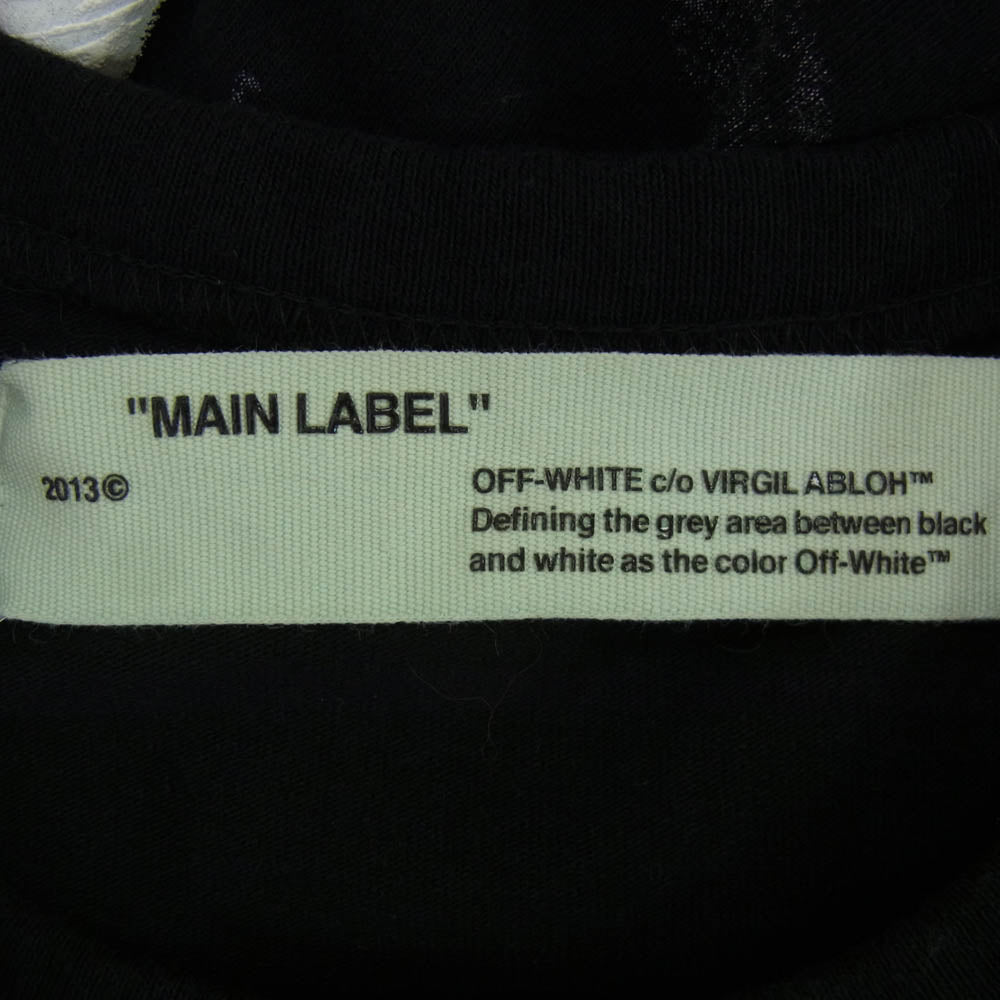 "MAIN LABEL"
2013©
OFF-WHITE c/o VIRGIL ABLOH™
Defining the grey area between black
and white as the color Off-White™